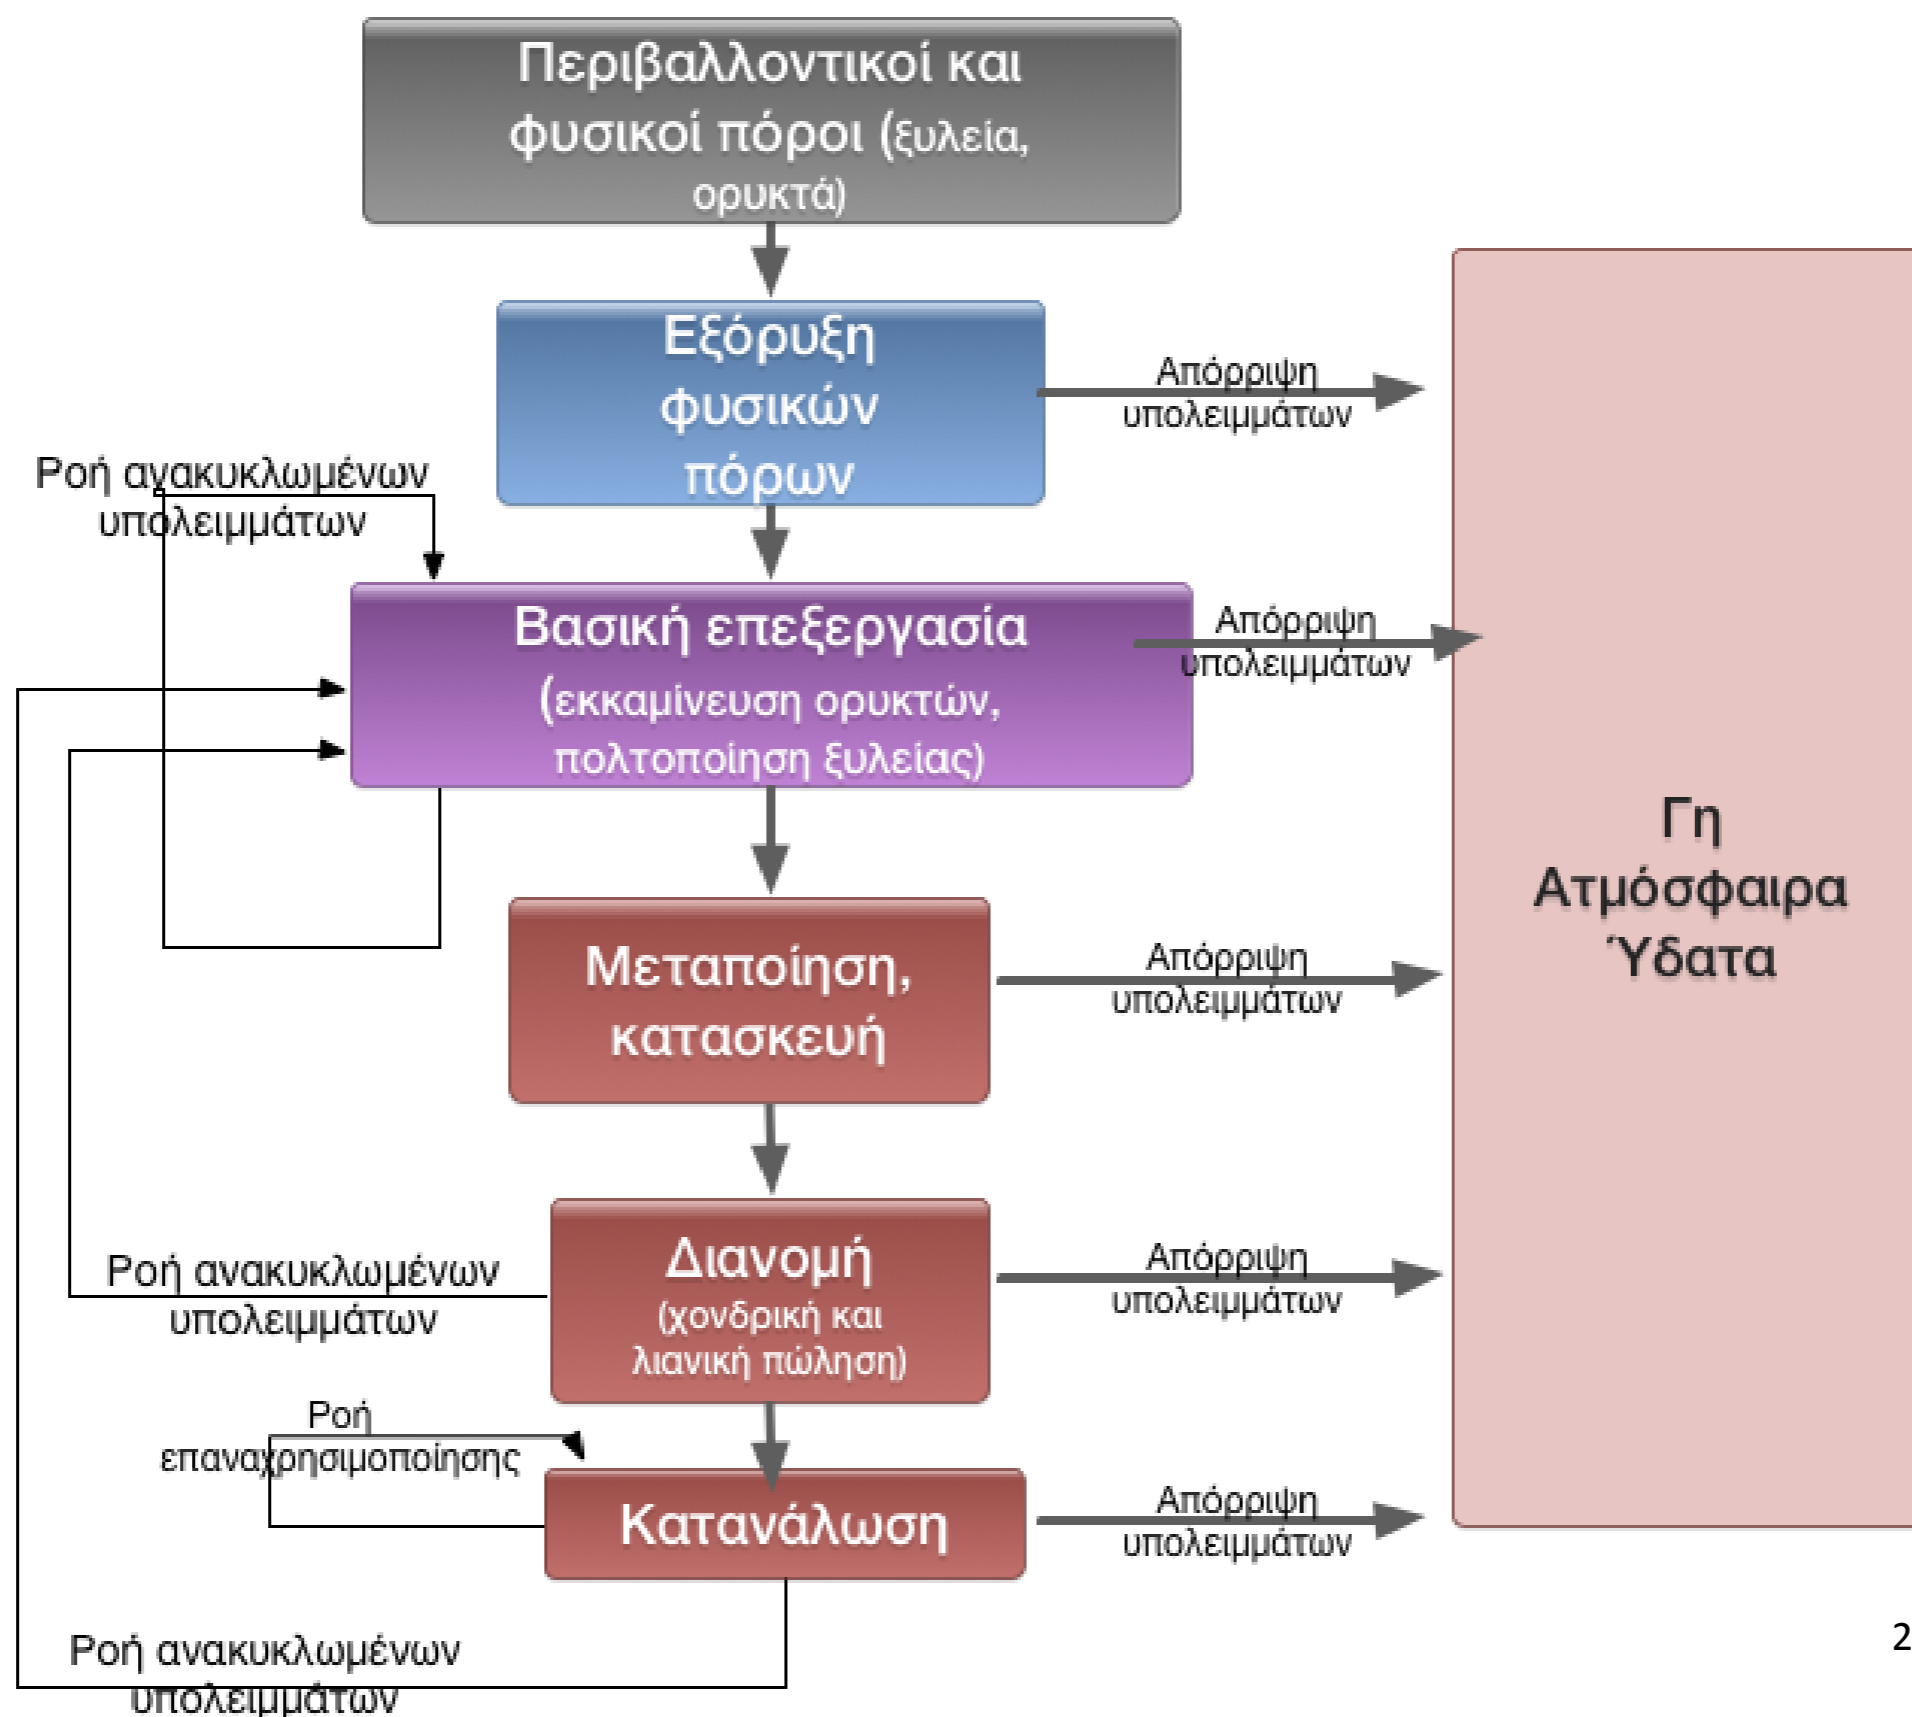 Περιβαλλοντικοί και
φυσικοί πόροι (ξυλεία,
ορυκτά)
Εξόρυξη
φυσικών
πόρων
Απόρριψη
υπολειμμάτων
Ροή ανακυκλωμένων
υπολειμμάτων
Βασική επεξεργασία
(εκκαμίνευση ορυκτών,
πολτοποίηση ξυλείας)
Απόρριψη
υπολειμμάτων
Γη
Ατμόσφαιρα
Ύδατα
Μεταποίηση,
κατασκευή
Απόρριψη
υπολειμμάτων
Διανομή
(χονδρική και
λιανική πώληση)
Απόρριψη
υπολειμμάτων
Ροή ανακυκλωμένων
υπολειμμάτων
Ροή
επαναχρησιμοποίησης
Κατανάλωση
Απόρριψη
υπολειμμάτων
Ροή ανακυκλωμένων
υπολειμμάτων
2